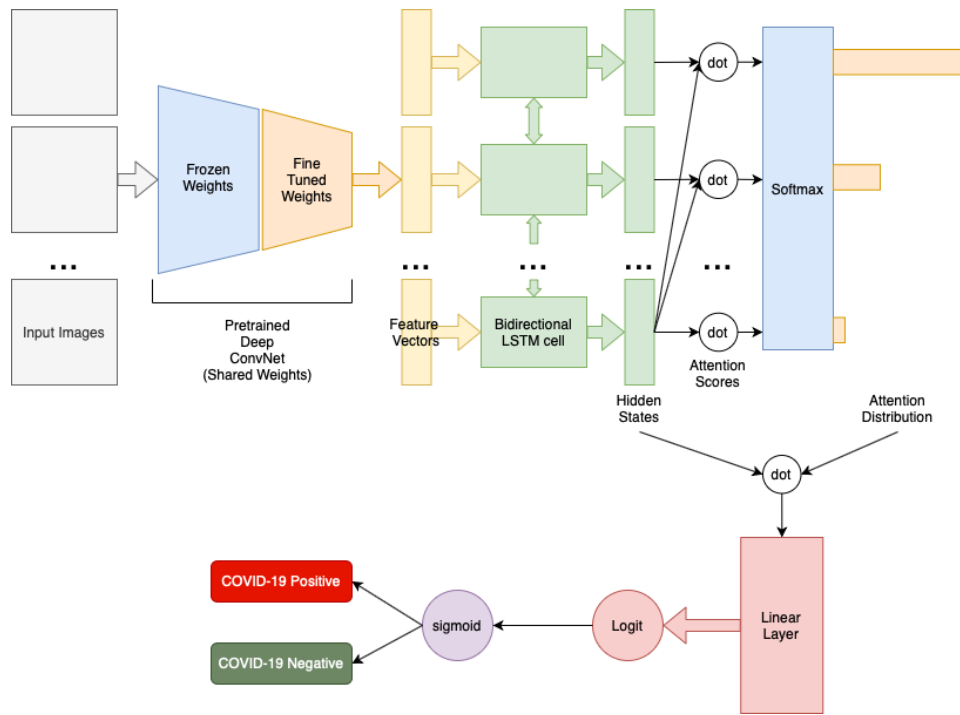 dot
dot
Frozen
Weights
Fine
Tuned
Weights
Softmax
...
...
...
...
...
Input Images
Pretrained
Deep
ConvNet
(Shared Weights)
Feature
Vectors
Bidirectional
LSTM cell
dot
Attention
Scores
Hidden
States
Attention
Distribution
dot
COVID-19 Positive
COVID-19 Negative
sigmoid
Logit
Linear
Layer